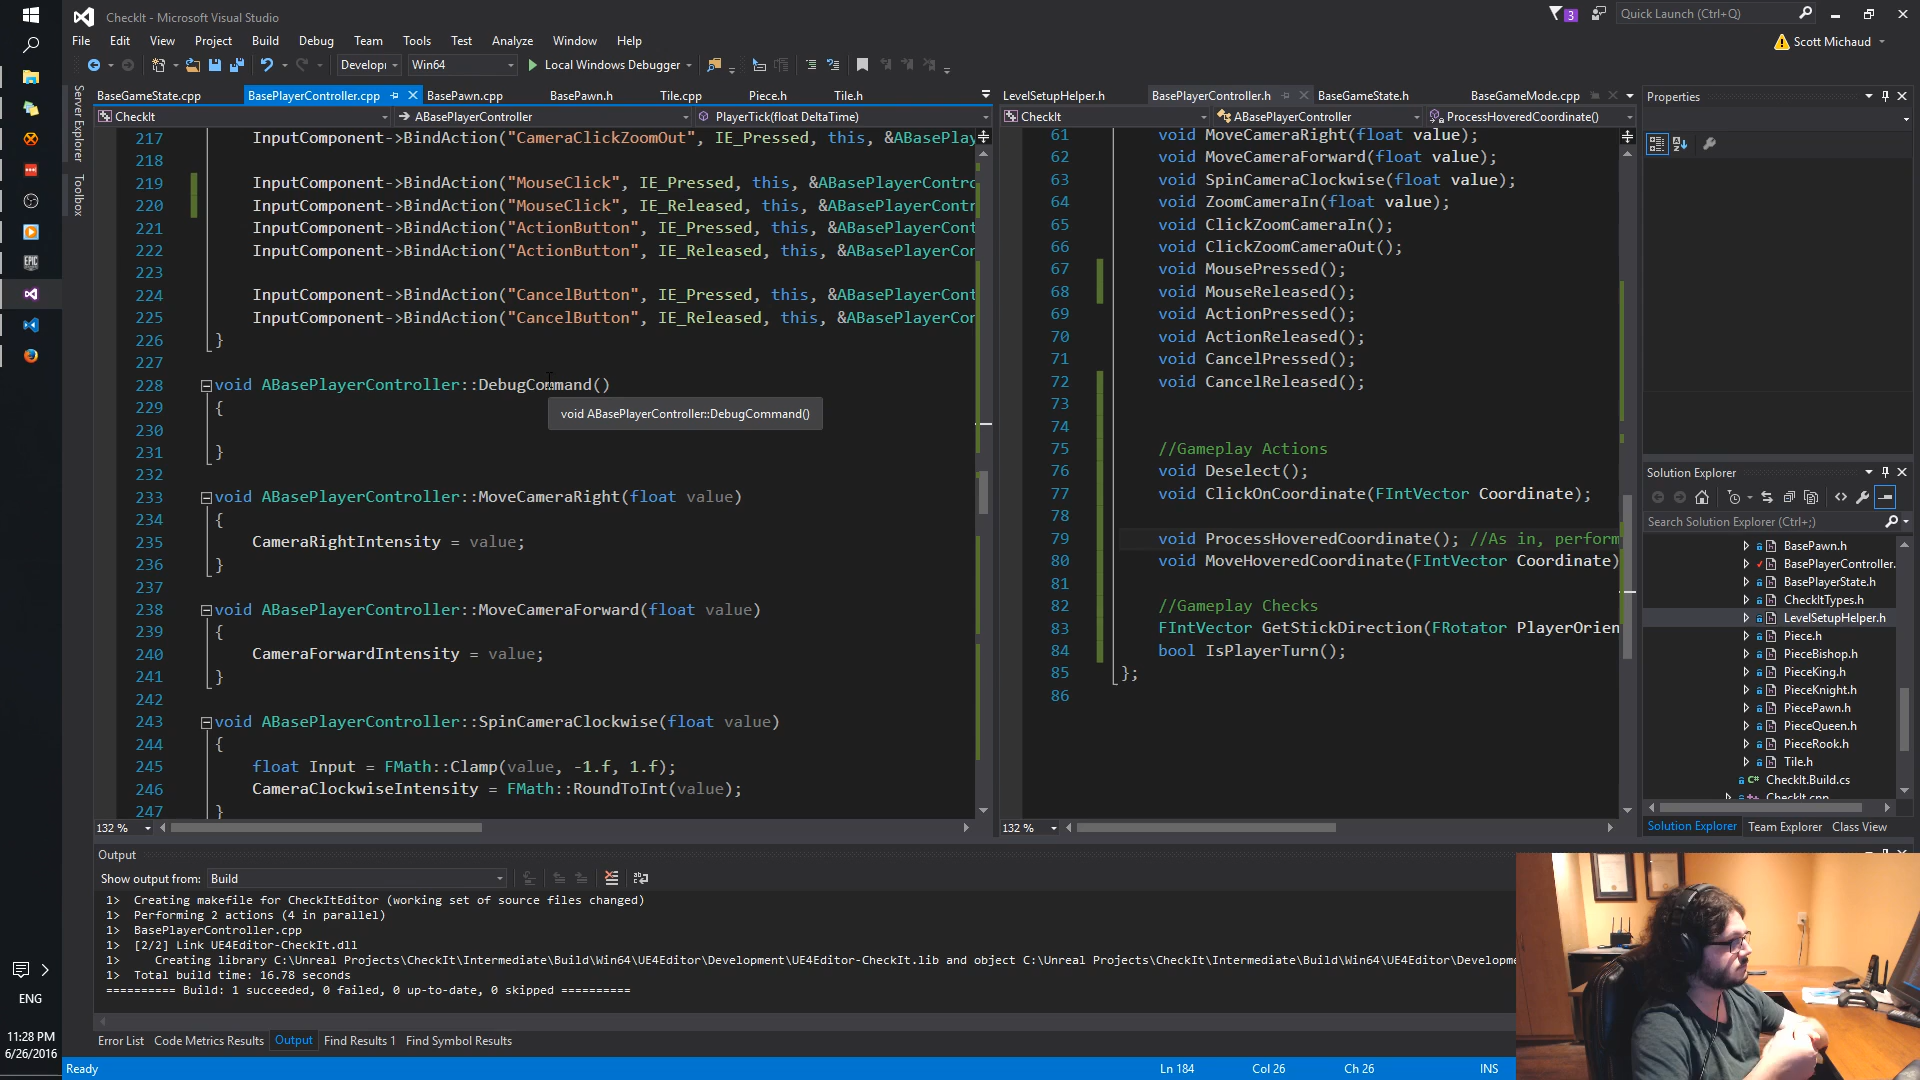 CheckIt - Microsoft Visual Studio
3
Quick Launch (Ctrl+Q)
File Edit View Project Build Debug Team Tools Test Analyze Window Help
Scott Michaud
Develop Win64 Local Windows Debugger
Server Explorer
Toolbox
BaseGameState.cpp BasePlayerController.cpp BasePawn.cpp BasePawn.h Tile.cpp Piece.h Tile.h
CheckIt ABasePlayerController PlayerTick(float DeltaTime)
217 InputComponent->BindAction("CameraClickZoomOut", IE_Pressed, this, &ABasePlay
218
219 InputComponent->BindAction("MouseClick", IE_Pressed, this, &ABasePlayerContro
220 InputComponent->BindAction("MouseClick", IE_Released, this, &ABasePlayerContr
221 InputComponent->BindAction("ActionButton", IE_Pressed, this, &ABasePlayerCont
222 InputComponent->BindAction("ActionButton", IE_Released, this, &ABasePlayerCon
223
224 InputComponent->BindAction("CancelButton", IE_Pressed, this, &ABasePlayerCont
225 InputComponent->BindAction("CancelButton", IE_Released, this, &ABasePlayerCon
226 }
227
228 void ABasePlayerController::DebugCommand()
229 {
void ABasePlayerController::DebugCommand()
230
231 }
232
233 void ABasePlayerController::MoveCameraRight(float value)
234 {
235 CameraRightIntensity = value;
236 }
237
238 void ABasePlayerController::MoveCameraForward(float value)
239 {
240 CameraForwardIntensity = value;
241 }
242
243 void ABasePlayerController::SpinCameraClockwise(float value)
244 {
245 float Input = FMath::Clamp(value, -1.f, 1.f);
246 CameraClockwiseIntensity = FMath::RoundToInt(value);
247 }
132 %
LevelSetupHelper.h BasePlayerController.h BaseGameState.h BaseGameMode.cpp
CheckIt ABasePlayerController ProcessHoveredCoordinate()
61 void MoveCameraRight(float value);
62 void MoveCameraForward(float value);
63 void SpinCameraClockwise(float value);
64 void ZoomCameraIn(float value);
65 void ClickZoomCameraIn();
66 void ClickZoomCameraOut();
67 void MousePressed();
68 void MouseReleased();
69 void ActionPressed();
70 void ActionReleased();
71 void CancelPressed();
72 void CancelReleased();
73
74
75 //Gameplay Actions
76 void Deselect();
77 void ClickOnCoordinate(FIntVector Coordinate);
78
79 void ProcessHoveredCoordinate(); //As in, perform
80 void MoveHoveredCoordinate(FIntVector Coordinate)
81
82 //Gameplay Checks
83 FIntVector GetStickDirection(FRotator PlayerOrien
84 bool IsPlayerTurn();
85 };
86
132 %
Properties
Solution Explorer
Search Solution Explorer (Ctrl+;)
BasePawn.h
BasePlayerController.
BasePlayerState.h
CheckItTypes.h
LevelSetupHelper.h
Piece.h
PieceBishop.h
PieceKing.h
PieceKnight.h
PiecePawn.h
PieceQueen.h
PieceRook.h
Tile.h
CheckIt.Build.cs
CheckIt.cpp
Solution Explorer Team Explorer Class View
Output
Show output from: Build
1> Creating makefile for CheckItEditor (working set of source files changed)
1> Performing 2 actions (4 in parallel)
1> BasePlayerController.cpp
1> [2/2] Link UE4Editor-CheckIt.dll
1> Creating library C:\Unreal Projects\CheckIt\Intermediate\Build\Win64\UE4Editor\Development\UE4Editor-CheckIt.lib and object C:\Unreal Projects\CheckIt\Intermediate\Build\Win64\UE4Editor\Developme
1> Total build time: 16.78 seconds
========== Build: 1 succeeded, 0 failed, 0 up-to-date, 0 skipped ==========
Error List Code Metrics Results Output Find Results 1 Find Symbol Results
Ready Ln 184 Col 26 Ch 26 INS
EPIC
ENG
11:28 PM
6/26/2016